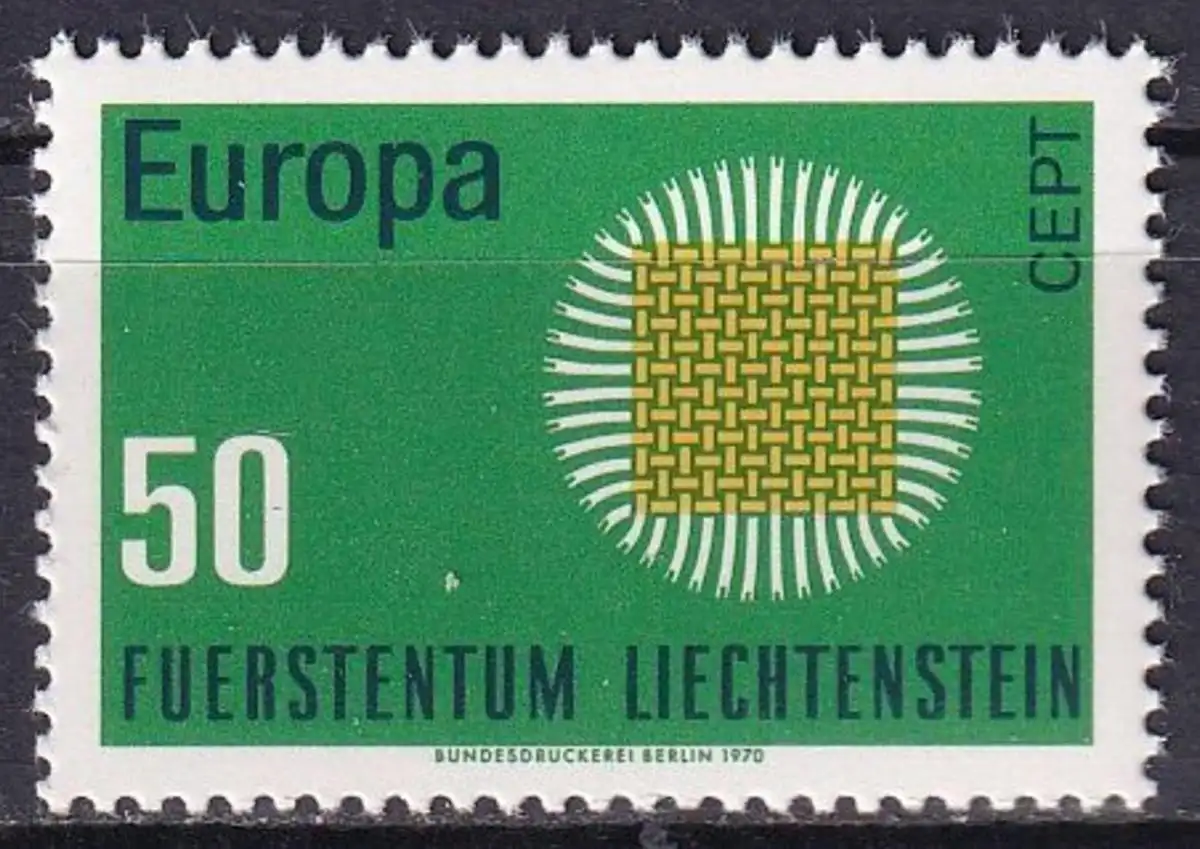 Europa
CEPT
50
FUERSTENTUM LIECHTENSTEIN
BUNDESDRUCKEREI BERLIN 1970